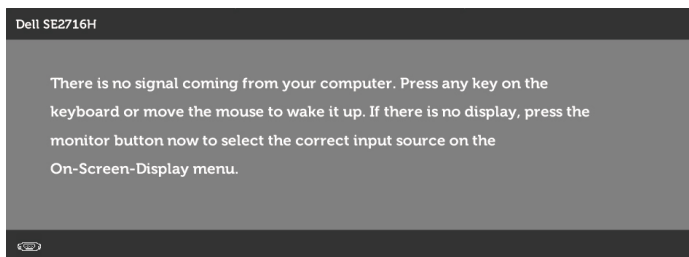 Dell SE2716H
There is no signal coming from your computer. Press any key on the
keyboard or move the mouse to wake it up. If there is no display, press the
monitor button now to select the correct input source on the
On-Screen-Display menu.